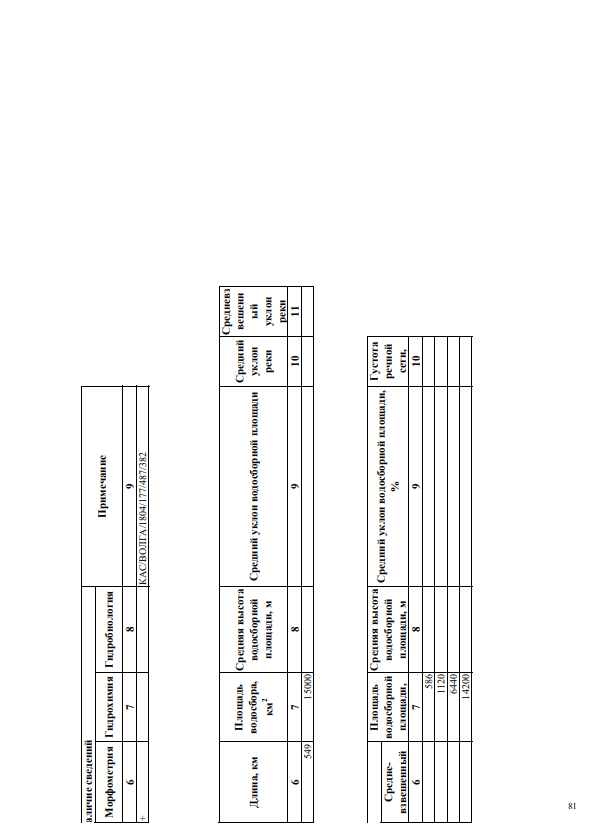 аличие сведений
Примечание
Морфометрия
Гидрохимия
Гидробиология
6
7
8
9
+
КАС/ВОЛГА/1804/177/487/382
Длина, км
Площадь
водосбора,
км²
Средняя высота
водосборной
площади, м
Средний уклон водосборной площади
Средний
уклон
реки
Средневз
вешенн
ый
уклон
реки
6
7
8
9
10
11
549
15000
Средне-
взвешенный
Площадь
водосборной
площади,
Средняя высота
водосборной
площади, м
Средний уклон водосборной площади,
%
Густота
речной
сети,
6
7
8
9
10
586
1120
6440
14200
81